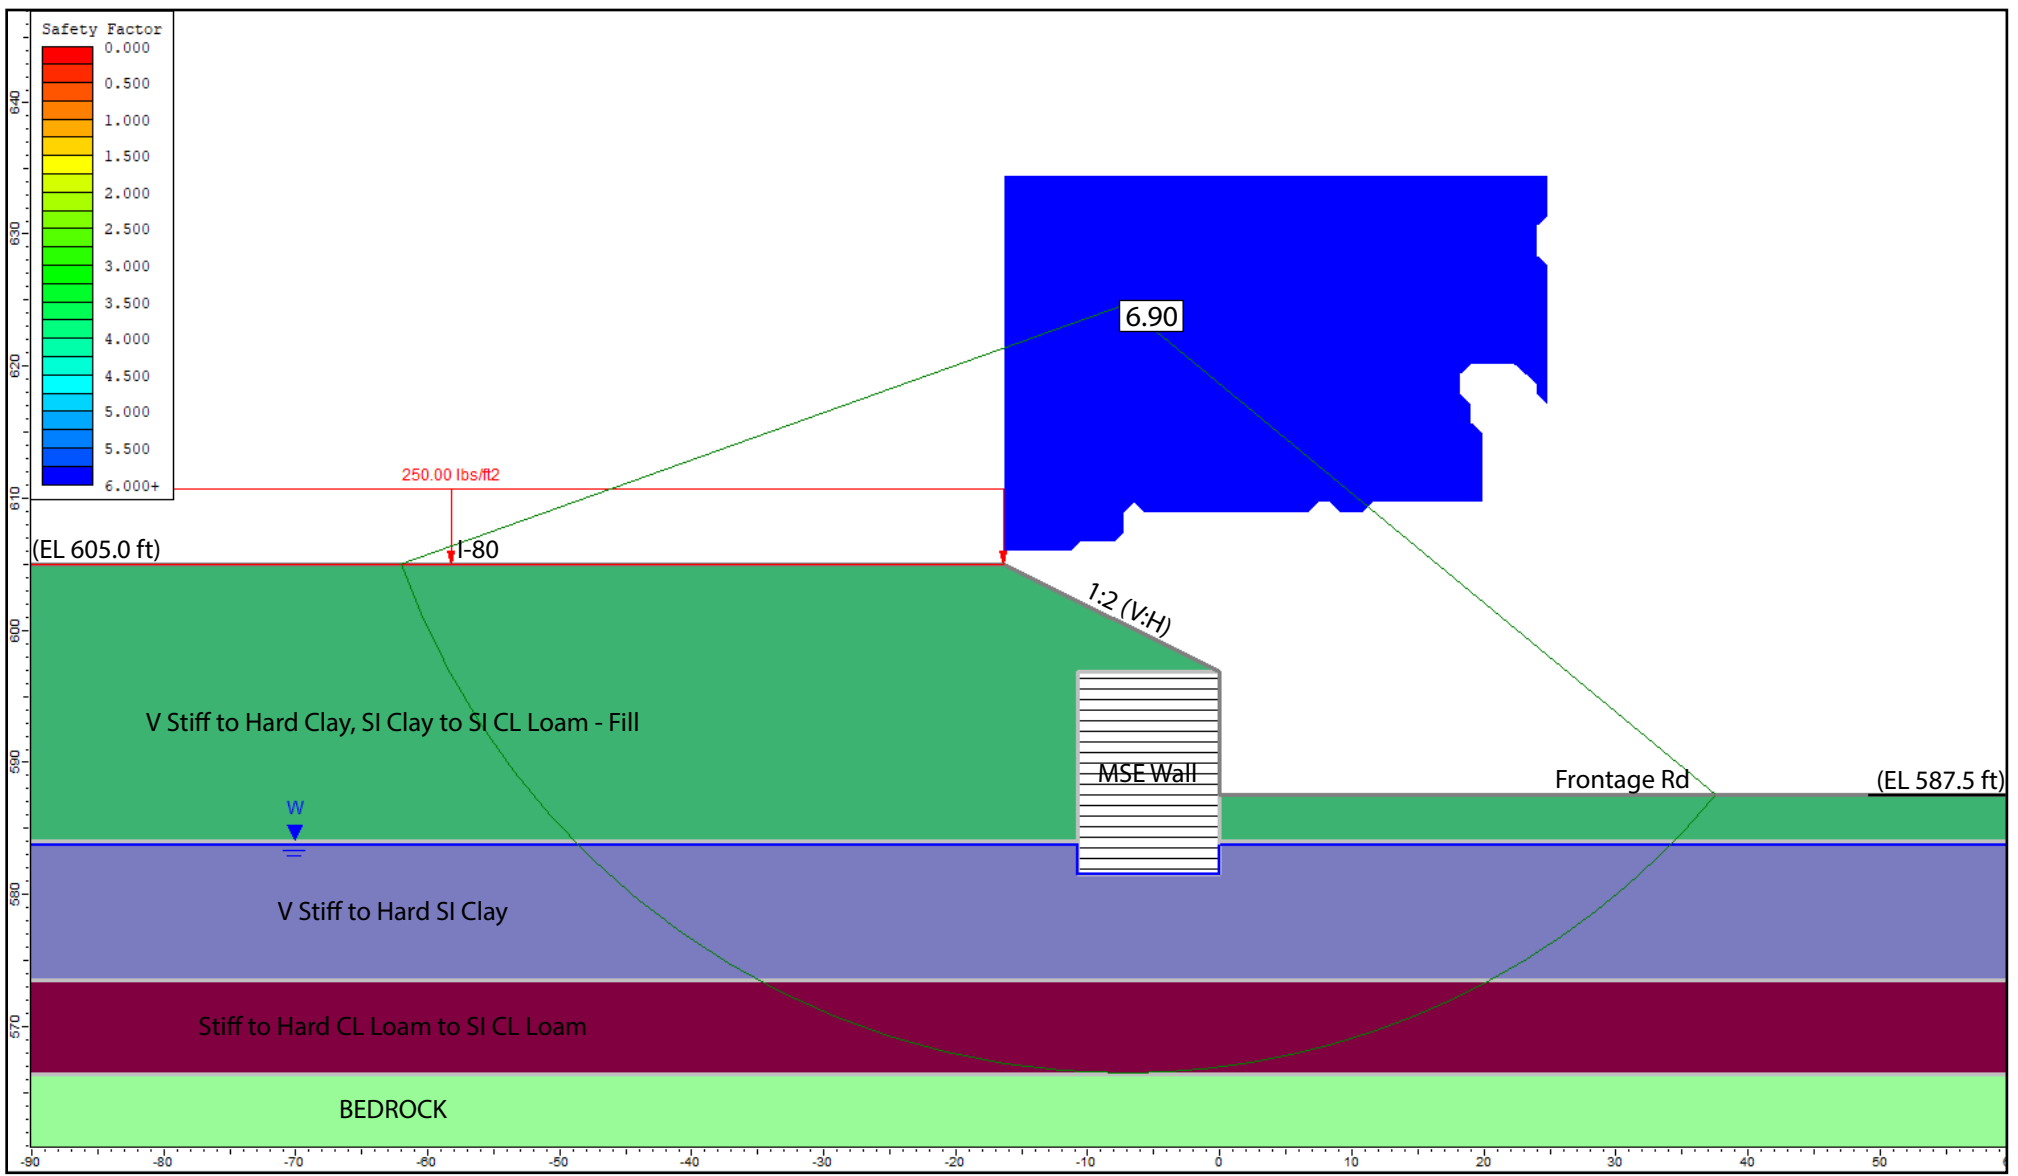 Safety Factor
0.000
0.500
1.000
1.500
2.000
2.500
3.000
3.500
4.000
4.500
5.000
5.500
6.000+
640
630
620
610
600
590
580
570
6.90
250.00 lbs/ft2
(EL 605.0 ft)
I-80
1:2 (V:H)
V Stiff to Hard Clay, SI Clay to SI CL Loam - Fill
MSE Wall
Frontage Rd
(EL 587.5 ft)
W
V Stiff to Hard SI Clay
Stiff to Hard CL Loam to SI CL Loam
BEDROCK
-90 -80 -70 -60 -50 -40 -30 -20 -10 0 10 20 30 40 50